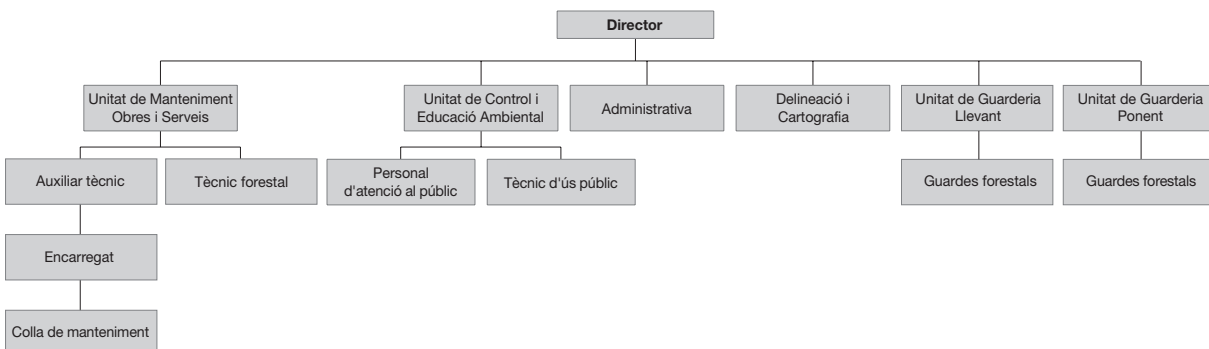 Director
Unitat de Manteniment
Obres i Serveis
Unitat de Control i
Educació Ambiental
Administrativa
Delineació i
Cartografia
Unitat de Guarderia
Llevant
Unitat de Guarderia
Ponent
Auxiliar tècnic
Tècnic forestal
Personal
d'atenció al públic
Tècnic d'ús públic
Guardes forestals
Guardes forestals
Encarregat
Colla de manteniment